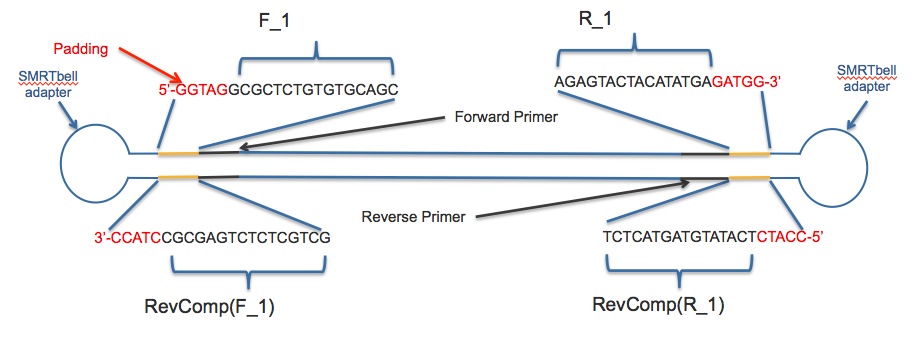 F_1
R_1
Padding
SMRTbell
adapter
SMRTbell
adapter
5'-GGTAGGCGCTCTGTGTGCAGC
AGAGTACTACATATGAGATGG-3'
Forward Primer
Reverse Primer
3'-CCATCCGCGAGTCTCTCGTCG
TCTCATGATGTATACTCTACC-5'
RevComp(F_1)
RevComp(R_1)